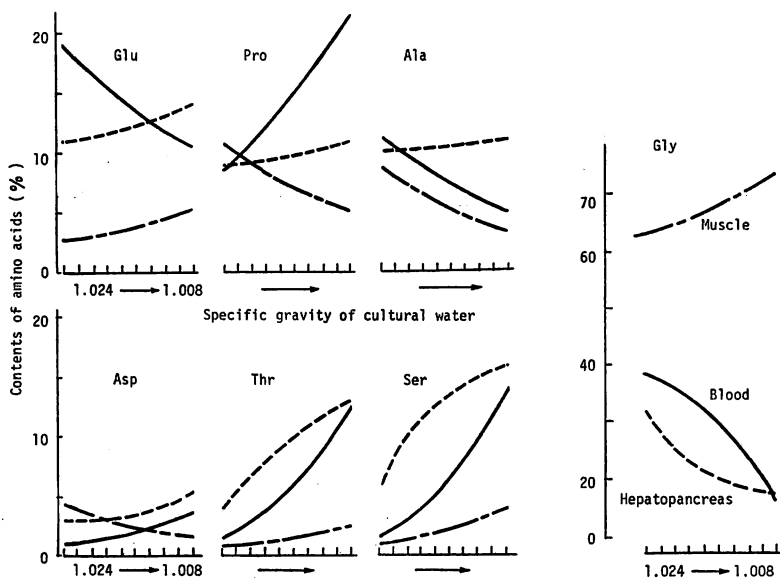 Contents of amino acids (%)
20
10
0
Glu
Pro
Ala
1.024 → 1.008
Specific gravity of cultural water
20
10
0
Asp
Thr
Ser
1.024 → 1.008
Gly
70
60
40
20
0
Muscle
Blood
Hepatopancreas
1.024 → 1.008